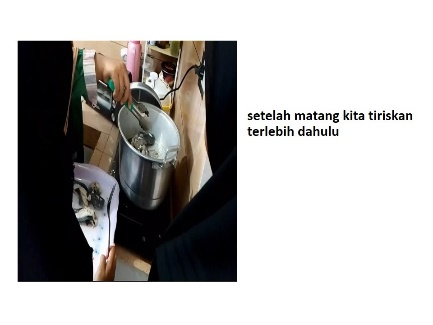 setelah matang kita tiriskan
terlebih dahulu